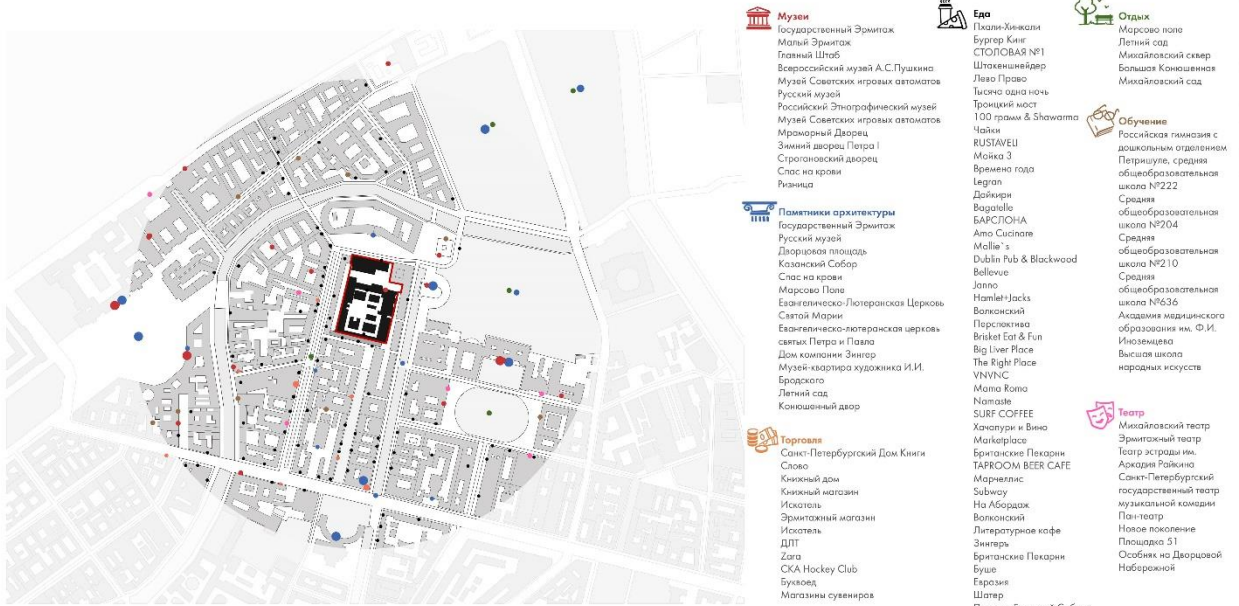 Музеи
Государственный Эрмитаж
Малый Эрмитаж
Главный Штаб
Всероссийский музей А.С.Пушкина
Музей Советских игровых автоматов
Русский музей
Российский Этнографический музей
Музей Советских игровых автоматов
Мраморный Дворец
Зимний дворец Петра I
Строгановский дворец
Спас на крови
Ризница
Памятники архитектуры
Государственный Эрмитаж
Русский музей
Дворцовая площадь
Казанский Собор
Спас на крови
Марсово Поле
Евангелическо-Лютеранская Церковь
Святой Марии
Евангелическо-лютеранская церковь
святых Петра и Павла
Дом компании Зингер
Музей-квартира художника И.И.
Бродского
Летний сад
Конюшенный двор
Торговля
Санкт-Петербургский Дом Книги
Слово
Книжный дом
Книжный магазин
Искатель
Эрмитажный магазин
Искатель
ДЛТ
Zara
СКА Hockey Club
Буквоед
Магазины сувениров
Еда
Пхали-Хинкали
Бургер Кинг
СТОЛОВАЯ №1
Штакеншнейдер
Лево Право
Тысяча одна ночь
Троицкий мост
100 грамм & Shawarma
Чайки
RUSTAVELI
Мойка 3
Времена года
Legran
Дайкири
Bagatelle
БАРСЛОНА
Amo Cucinare
Mollie`s
Dublin Pub & Blackwood
Bellevue
Janno
Hamlet+Jacks
Волконский
Перспектива
Brisket Eat & Fun
Big Liver Place
The Right Place
VNVNC
Mama Roma
Namaste
SURF COFFEE
Хачапури и Вино
Marketplace
Британские Пекарни
TAPROOM BEER CAFE
Марчеллис
Subway
На Абордаж
Волконский
Литературное кафе
Зингеръ
Британские Пекарни
Буше
Евразия
Шатер
Отдых
Марсово поле
Летний сад
Михайловский сквер
Большая Конюшенная
Михайловский сад
Обучение
Российская гимназия с
дошкольным отделением
Петришуле, средняя
общеобразовательная
школа №222
Средняя
общеобразовательная
школа №204
Средняя
общеобразовательная
школа №210
Средняя
общеобразовательная
школа №636
Академия медицинского
образования им. Ф.И.
Иноземцева
Высшая школа
народных искусств
Театр
Михайловский театр
Эрмитажный театр
Театр эстрады им.
Аркадия Райкина
Санкт-Петербургский
государственный театр
музыкальной комедии
Пан-театр
Новое поколение
Площадка 51
Особняк на Дворцовой
Набережной